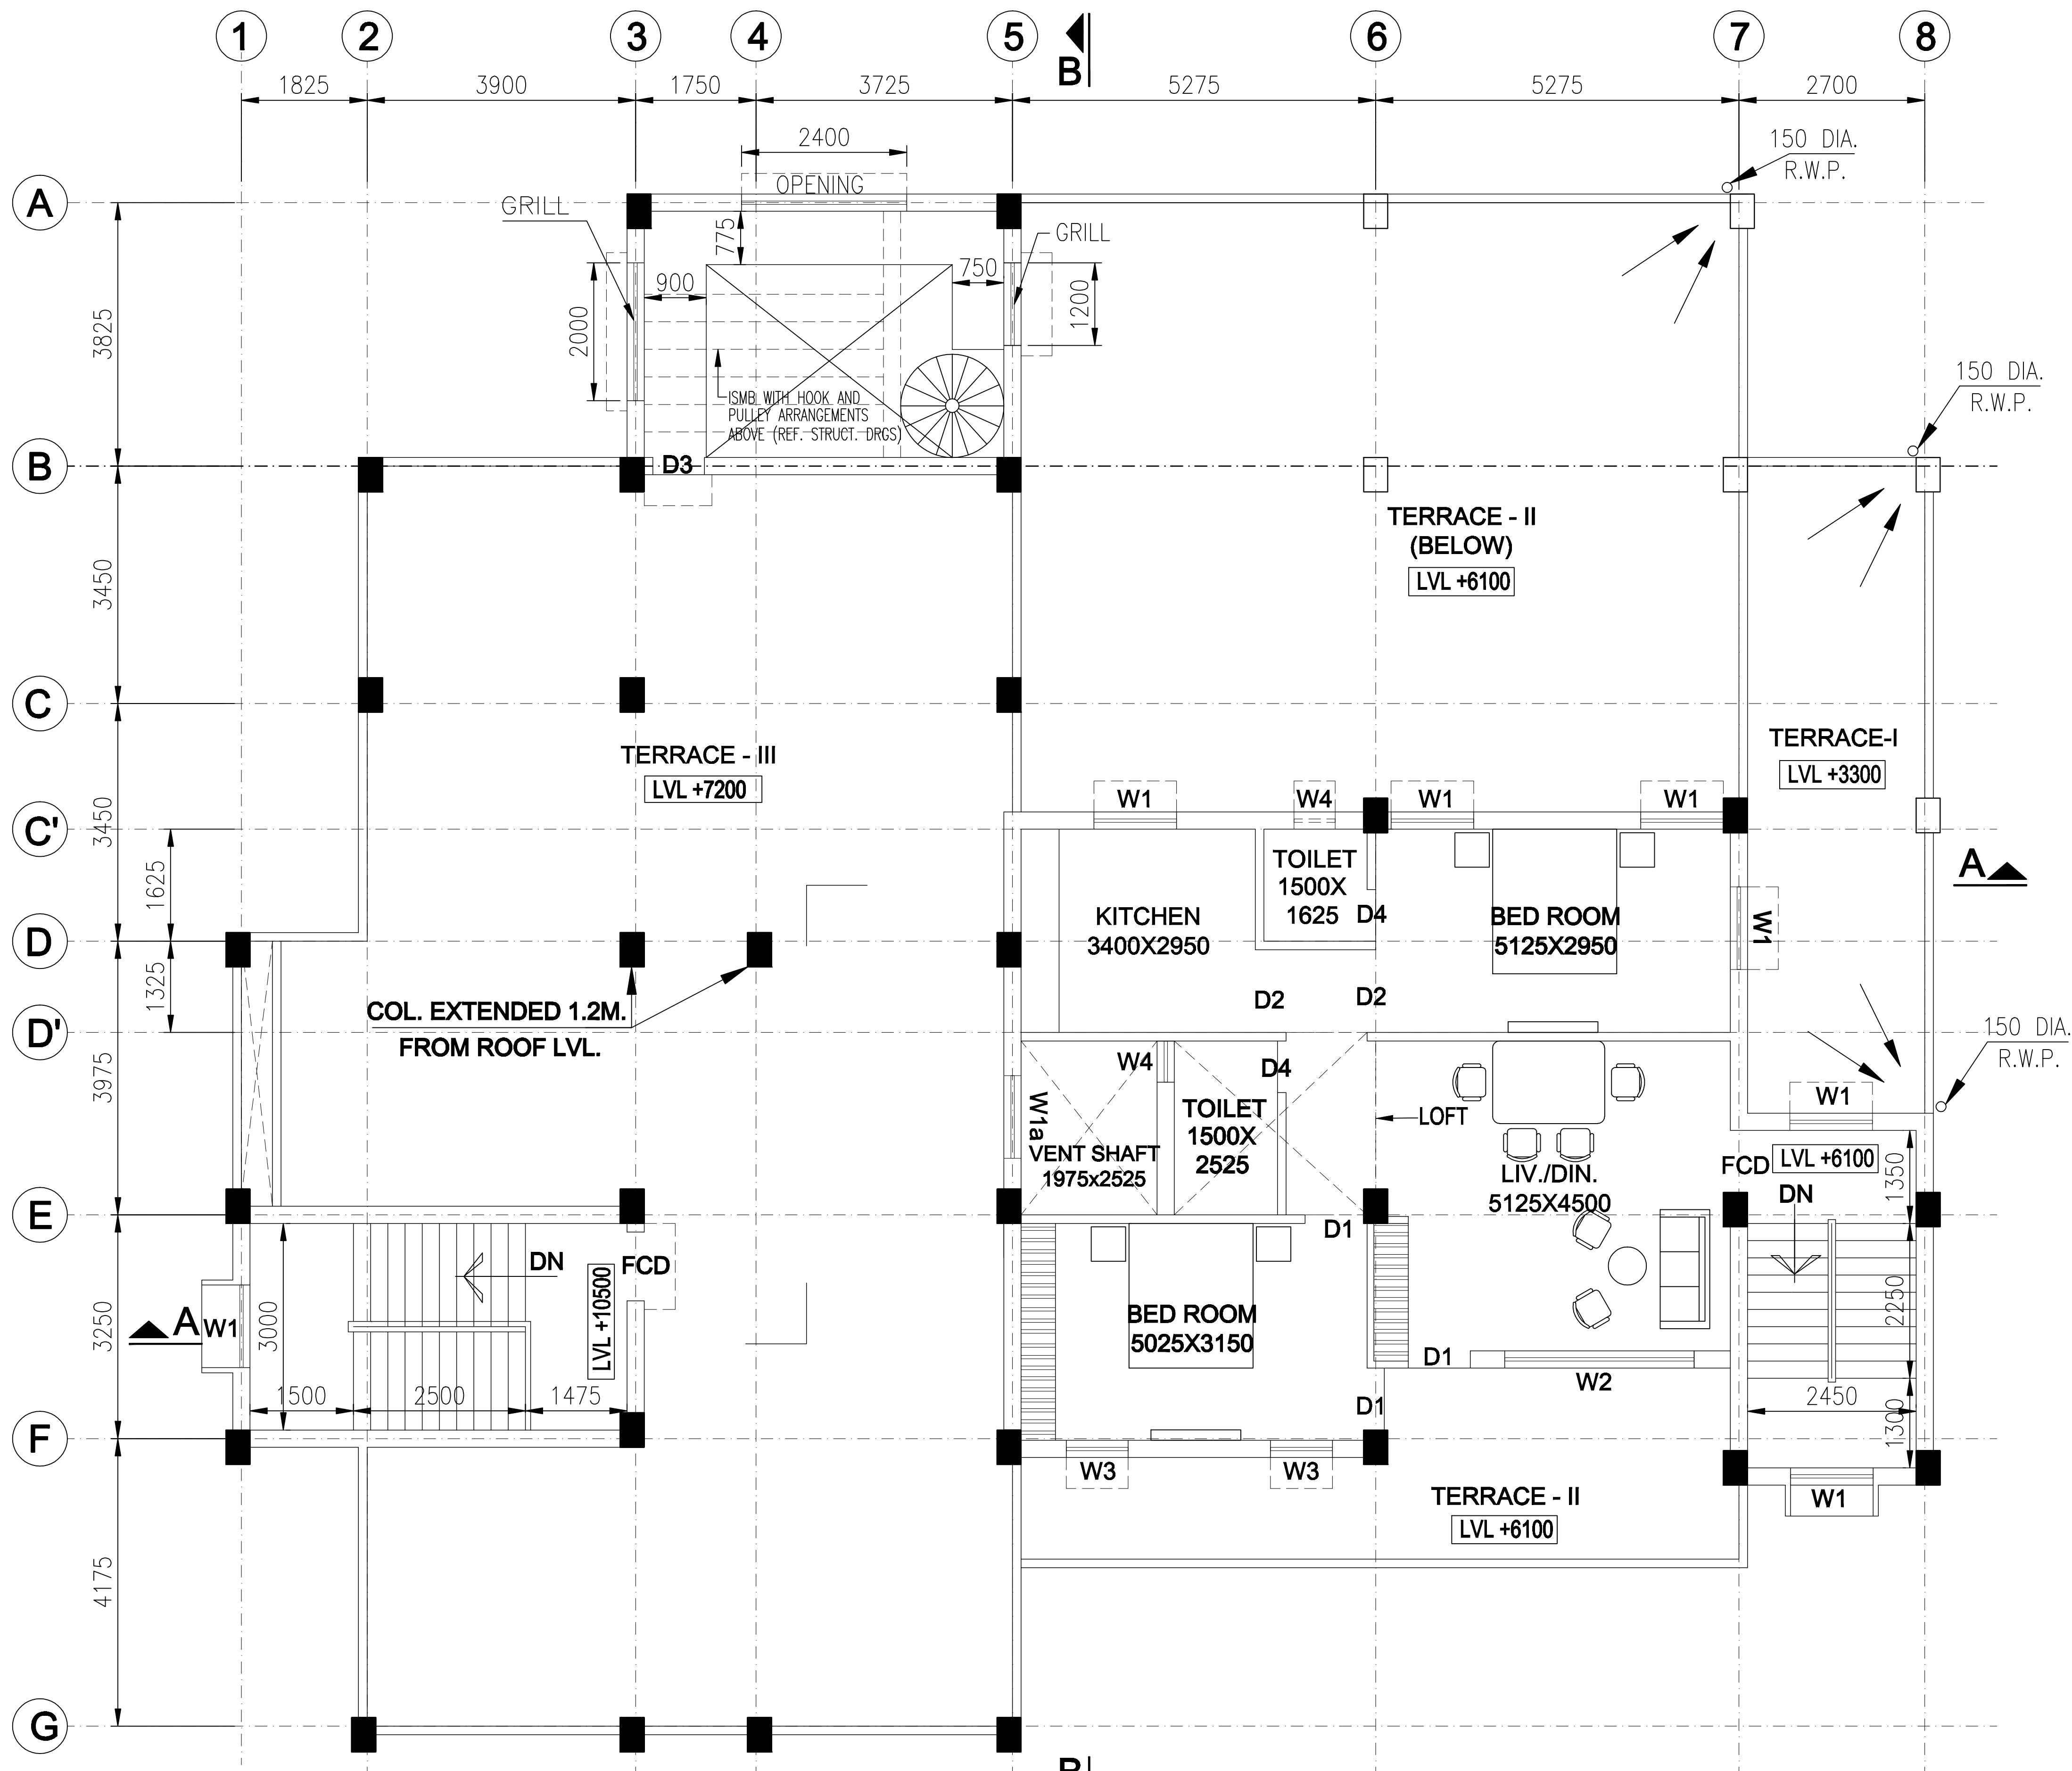 1 2 3 4 5 6 7 8
B
1825 3900 1750 3725 5275 5275 2700
2400
150 DIA.
R.W.P.
OPENING
A
GRILL
775
GRILL
900
750
2000
1200
3825
ISMB WITH HOOK AND
PULLEY ARRANGEMENTS
ABOVE (REF. STRUCT. DRGS)
150 DIA.
R.W.P.
B
D3
TERRACE - II
(BELOW)
LVL +6100
3450
C
TERRACE - III
LVL +7200
TERRACE-I
LVL +3300
W1 W4 W1 W1
C'
3450
1625
TOILET
1500X
1625
D4
KITCHEN
3400X2950
BED ROOM
5125X2950
W1
A
D
1325
COL. EXTENDED 1.2M.
FROM ROOF LVL.
D2 D2
D'
150 DIA.
R.W.P.
3975
W4
D4
W1a
TOILET
1500X
2525
VENT SHAFT
1975x2525
LOFT
W1
LIV./DIN.
5125X4500
FCD
LVL +6100
1350
DN
E
D1
DN
FCD
LVL +10500
3250
3000
A
W1
BED ROOM
5025X3150
2250
D1
W2
1500 2500 1475
D1
2450
1300
F
W3 W3
TERRACE - II
LVL +6100
W1
4175
G
B